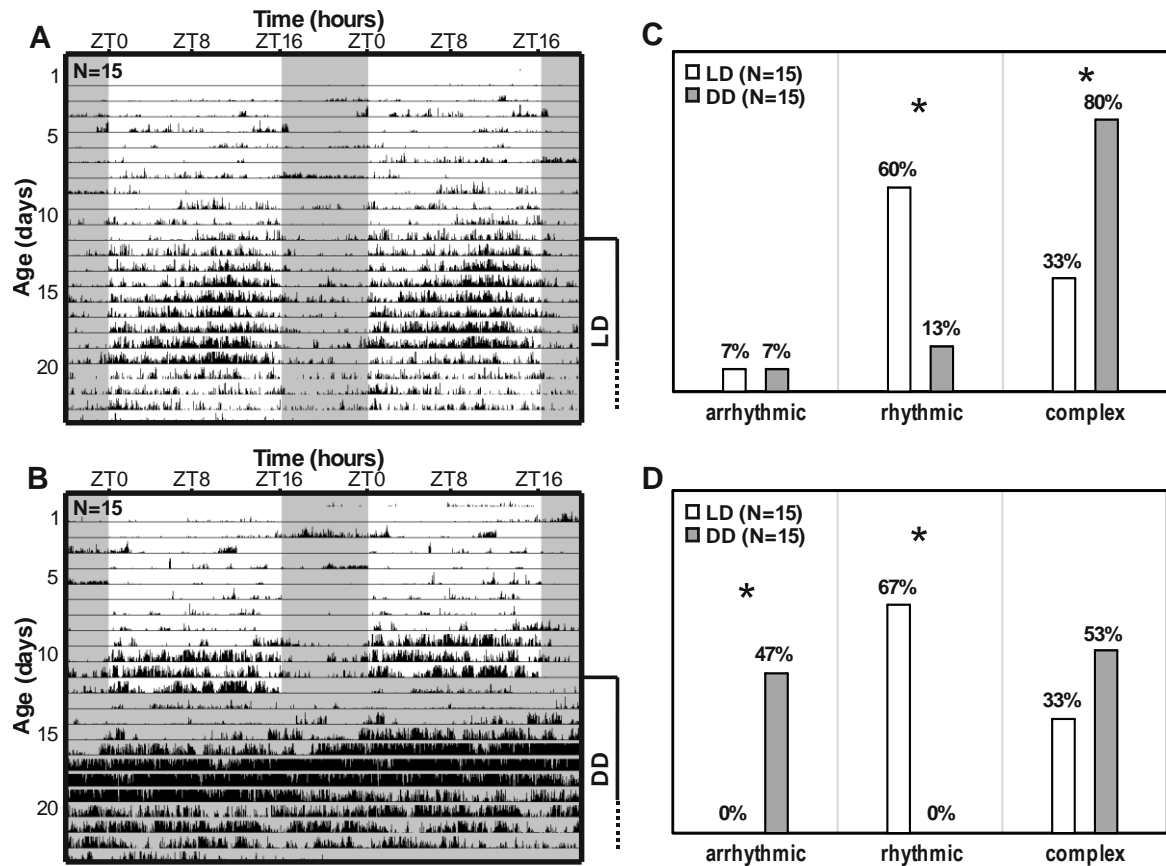 A
Time (hours)
ZT0 ZT8 ZT16 ZT0 ZT8 ZT16
N=15
Age (days)
1
5
10
15
20
LD
B
Time (hours)
ZT0 ZT8 ZT16 ZT0 ZT8 ZT16
N=15
Age (days)
1
5
10
15
20
DD
C
LD (N=15)
DD (N=15)
* *
7% 7% 60% 13% 33% 80%
arrhythmic rhythmic complex
D
LD (N=15)
DD (N=15)
* *
0% 47% 67% 0% 33% 53%
arrhythmic rhythmic complex